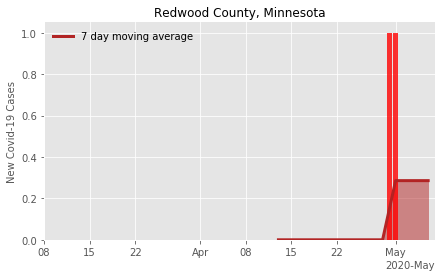 Redwood County, Minnesota
7 day moving average
New Covid-19 Cases
1.0
0.8
0.6
0.4
0.2
0.0
08 15 22 Apr 08 15 22 May
2020-May